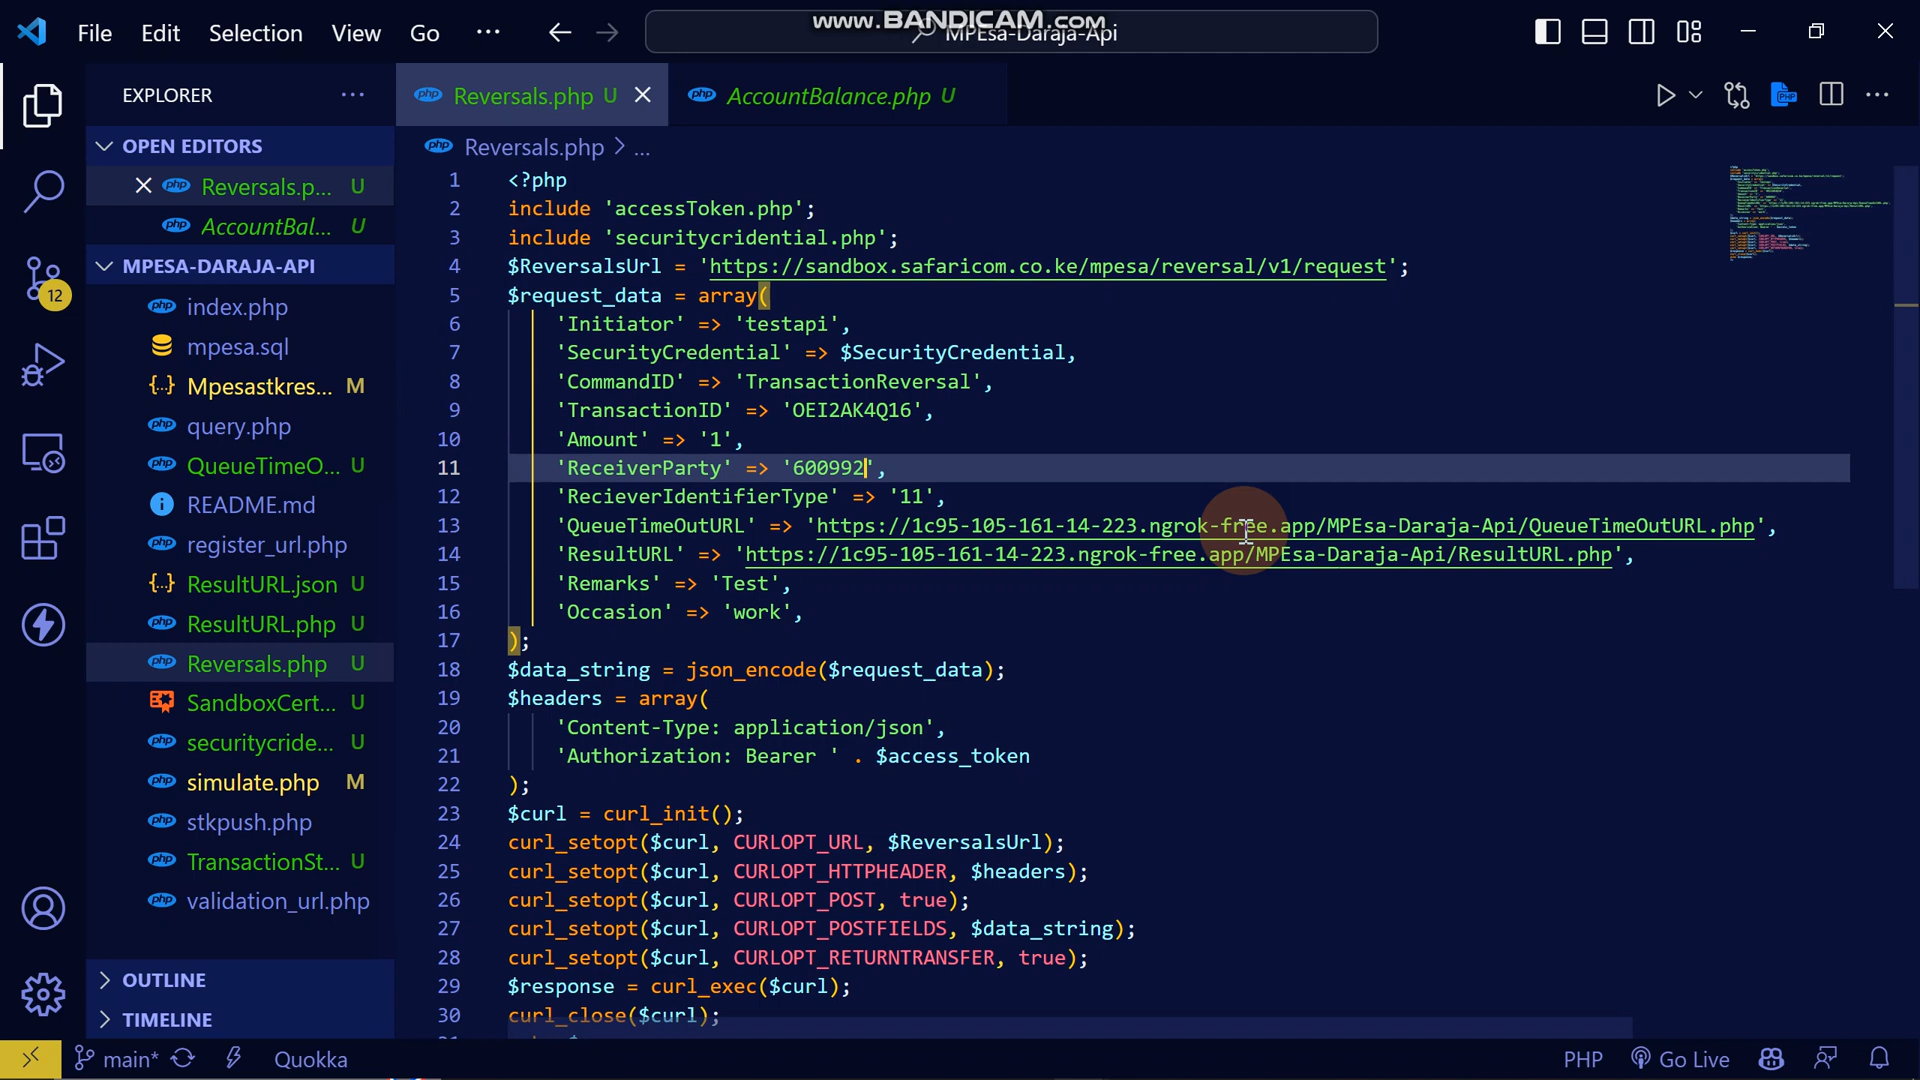 File Edit Selection View Go ··· MPEsa-Daraja-Api
www.BANDICAM.com
EXPLORER ···
OPEN EDITORS
Reversals.p... U
AccountBal... U
MPESA-DARAJA-API
index.php
mpesa.sql
Mpesastkres... M
query.php
QueueTimeO... U
README.md
register_url.php
ResultURL.json U
ResultURL.php U
Reversals.php U
SandboxCert... U
securitycride... U
simulate.php M
stkpush.php
TransactionSt... U
validation_url.php
OUTLINE
TIMELINE
12
Reversals.php U
AccountBalance.php U
Reversals.php > ...
1 <?php
2 include 'accessToken.php';
3 include 'securitycridential.php';
4 $ReversalsUrl = 'https://sandbox.safaricom.co.ke/mpesa/reversal/v1/request';
5 $request_data = array(
6 'Initiator' => 'testapi',
7 'SecurityCredential' => $SecurityCredential,
8 'CommandID' => 'TransactionReversal',
9 'TransactionID' => 'OEI2AK4Q16',
10 'Amount' => '1',
11 'ReceiverParty' => '600992',
12 'RecieverIdentifierType' => '11',
13 'QueueTimeOutURL' => 'https://1c95-105-161-14-223.ngrok-free.app/MPEsa-Daraja-Api/QueueTimeOutURL.php',
14 'ResultURL' => 'https://1c95-105-161-14-223.ngrok-free.app/MPEsa-Daraja-Api/ResultURL.php',
15 'Remarks' => 'Test',
16 'Occasion' => 'work',
17 );
18 $data_string = json_encode($request_data);
19 $headers = array(
20 'Content-Type: application/json',
21 'Authorization: Bearer ' . $access_token
22 );
23 $curl = curl_init();
24 curl_setopt($curl, CURLOPT_URL, $ReversalsUrl);
25 curl_setopt($curl, CURLOPT_HTTPHEADER, $headers);
26 curl_setopt($curl, CURLOPT_POST, true);
27 curl_setopt($curl, CURLOPT_POSTFIELDS, $data_string);
28 curl_setopt($curl, CURLOPT_RETURNTRANSFER, true);
29 $response = curl_exec($curl);
30 curl_close($curl);
main* Quokka PHP Go Live